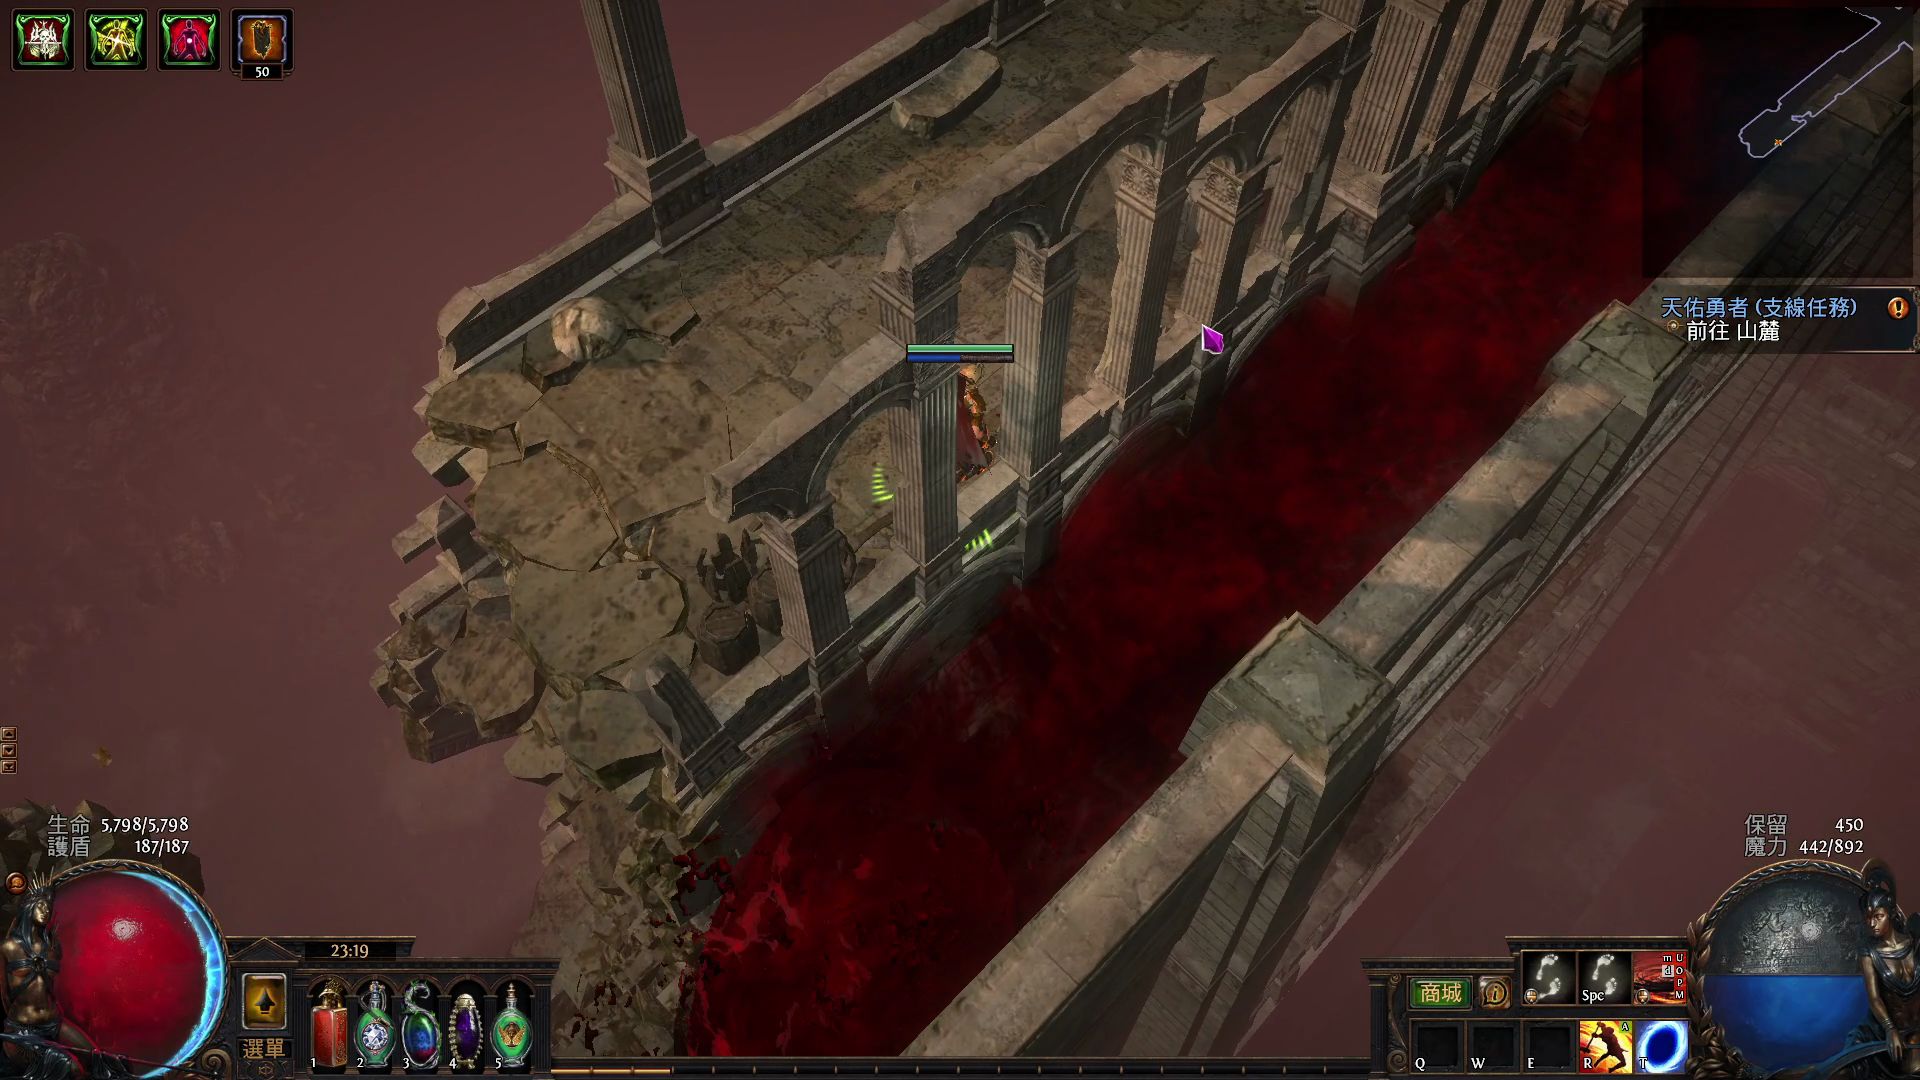 50
天佑勇者 (支線任務)
前往 山麓
生命 5,798/5,798
護盾 187/187
保留 450
魔力 442/892
23:19
選單
1 2 3 4 5
商城
Spc
m U
d O
P
M
Q W E R T
A